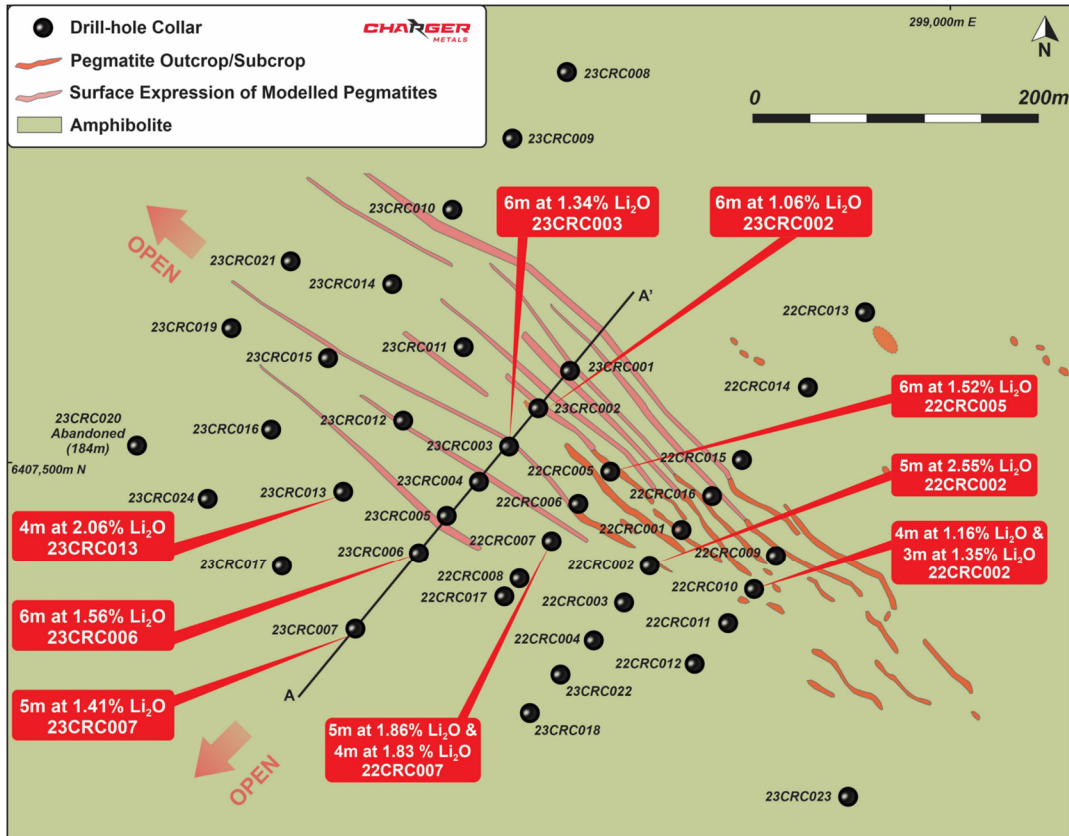 Drill-hole Collar
CHARGER
METALS
Pegmatite Outcrop/Subcrop
Surface Expression of Modelled Pegmatites
Amphibolite
299,000m E
N
0
200m
23CRC008
23CRC009
6m at 1.34% Li₂O
23CRC003
6m at 1.06% Li₂O
23CRC002
23CRC010
OPEN
23CRC021
23CRC014
A'
22CRC013
23CRC019
23CRC015
23CRC011
23CRC001
22CRC014
6m at 1.52% Li₂O
22CRC005
23CRC002
23CRC020
Abandoned
(184m)
23CRC016
23CRC012
23CRC003
6407,500m N
22CRC005
22CRC015
5m at 2.55% Li₂O
22CRC002
23CRC024
23CRC013
23CRC004
22CRC006
22CRC016
4m at 2.06% Li₂O
23CRC013
23CRC005
22CRC001
4m at 1.16% Li₂O &
3m at 1.35% Li₂O
22CRC002
23CRC006
22CRC007
22CRC009
23CRC017
22CRC008
22CRC002
22CRC010
22CRC017
22CRC003
6m at 1.56% Li₂O
23CRC006
23CRC007
22CRC011
22CRC004
22CRC012
5m at 1.41% Li₂O
23CRC007
A
23CRC022
5m at 1.86% Li₂O &
4m at 1.83 % Li₂O
22CRC007
23CRC018
OPEN
23CRC023